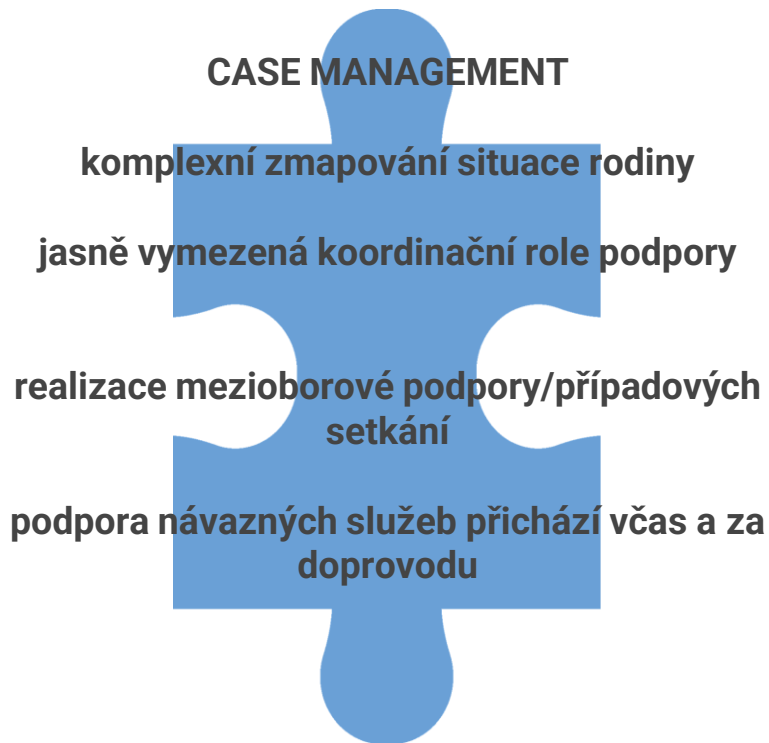 CASE MANAGEMENT
komplexní zmapování situace rodiny
jasně vymezená koordinační role podpory
realizace mezioborové podpory/případových
setkání
podpora návazných služeb přichází včas a za
doprovodu